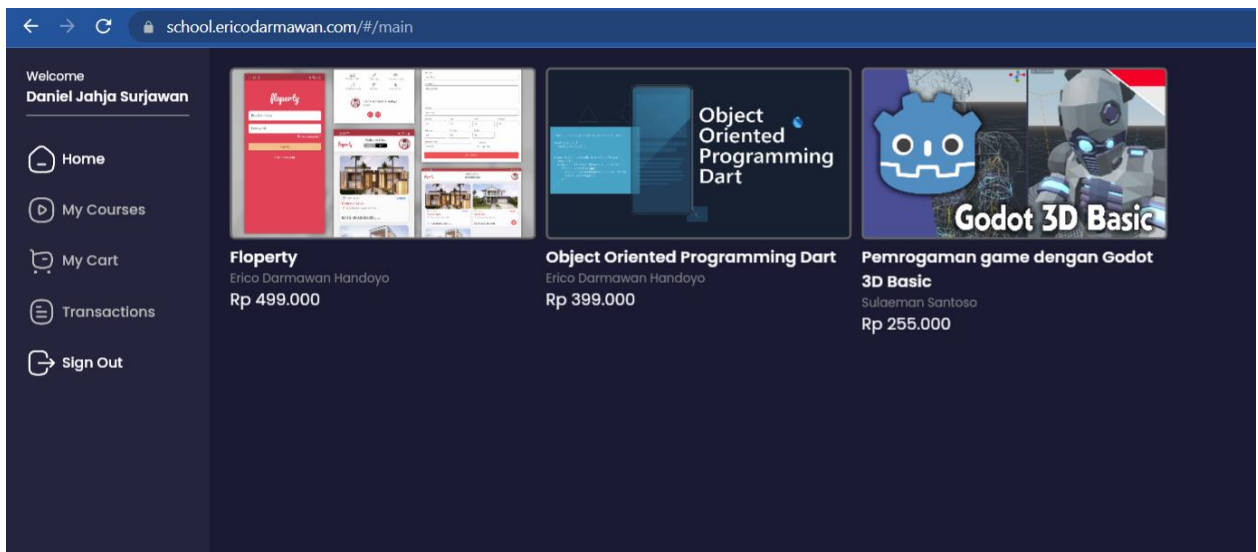 school.ericodarmawan.com/#/main
Welcome
Daniel Jahja Surjawan
Home
My Courses
My Cart
Transactions
Sign Out
floperty
Object
Oriented
Programming
Dart
Godot 3D Basic
Floperty
Erico Darmawan Handoyo
Rp 499.000
Object Oriented Programming Dart
Erico Darmawan Handoyo
Rp 399.000
Pemrogaman game dengan Godot
3D Basic
Sulaeman Santoso
Rp 255.000